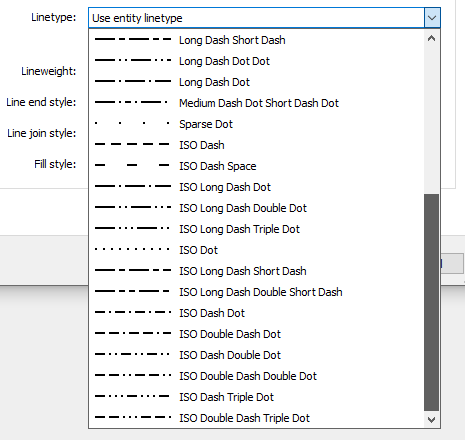 Linetype: Use entity linetype
Long Dash Short Dash
Long Dash Dot Dot
Lineweight:
Long Dash Dot
Line end style: Medium Dash Dot Short Dash Dot
Sparse Dot
Line join style:
ISO Dash
Fill style: ISO Dash Space
ISO Long Dash Dot
ISO Long Dash Double Dot
ISO Long Dash Triple Dot
ISO Dot
ISO Long Dash Short Dash
ISO Long Dash Double Short Dash
ISO Dash Dot
ISO Double Dash Dot
ISO Dash Double Dot
ISO Double Dash Double Dot
ISO Dash Triple Dot
ISO Double Dash Triple Dot